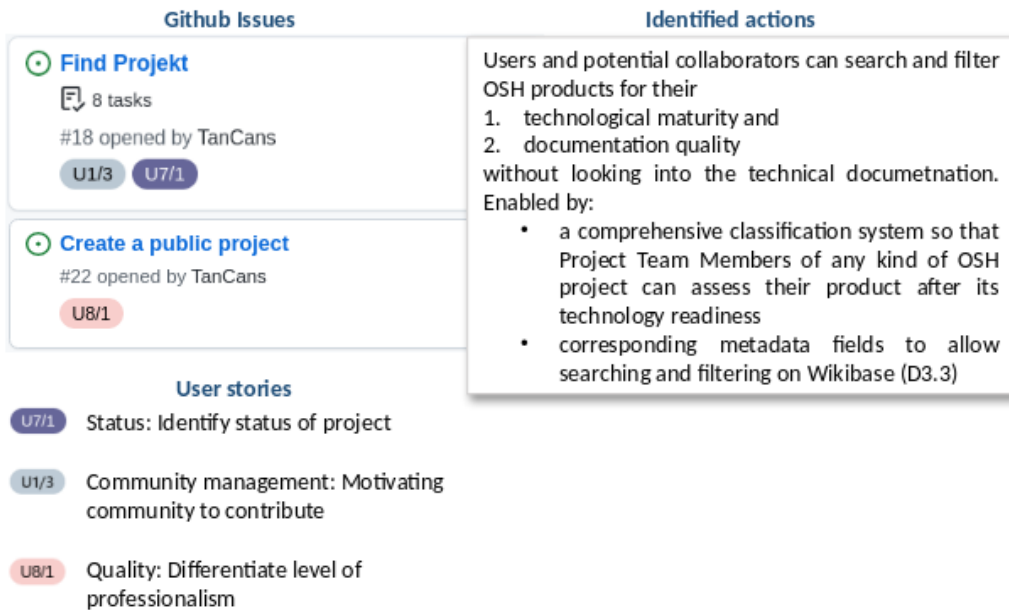 Github Issues
Find Projekt
8 tasks
#18 opened by TanCans
U1/3 U7/1
Create a public project
#22 opened by TanCans
U8/1
User stories
U7/1 Status: Identify status of project
U1/3 Community management: Motivating
community to contribute
U8/1 Quality: Differentiate level of
professionalism
Identified actions
Users and potential collaborators can search and filter
OSH products for their
1. technological maturity and
2. documentation quality
without looking into the technical documetnation.
Enabled by:
• a comprehensive classification system so that
Project Team Members of any kind of OSH
project can assess their product after its
technology readiness
• corresponding metadata fields to allow
searching and filtering on Wikibase (D3.3)